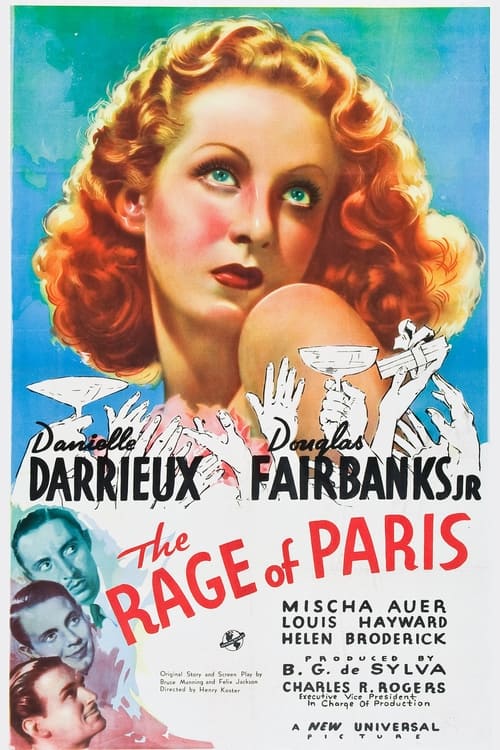 Danielle
DARRIEUX
Douglas
FAIRBANKS JR
The
RAGE of PARIS
MISCHA AUER
LOUIS HAYWARD
HELEN BRODERICK
PRODUCED BY
B. G. de SYLVA
CHARLES R. ROGERS
Executive Vice President
In Charge Of Production
Original Story and Screen Play by
Bruce Manning and Felix Jackson
Directed by Henry Koster
A NEW UNIVERSAL
PICTURE